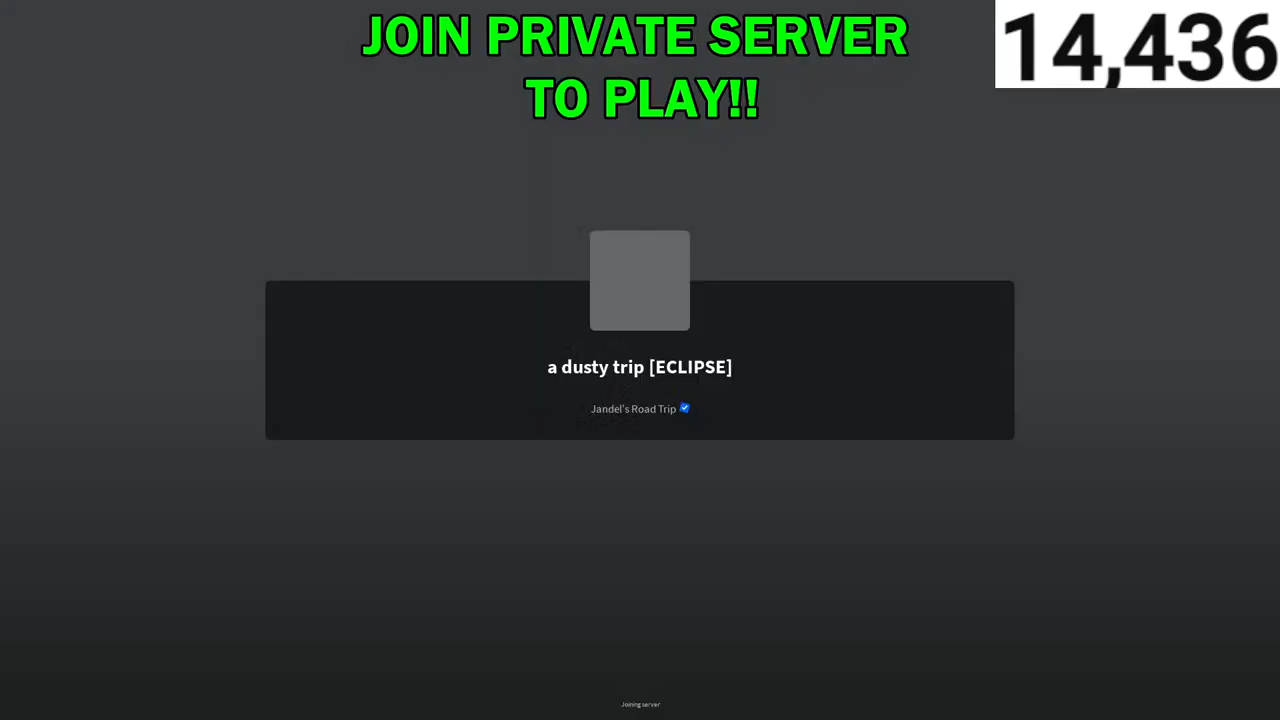 JOIN PRIVATE SERVER
TO PLAY!!
14,436
a dusty trip [ECLIPSE]
Jandel's Road Trip
Joining server